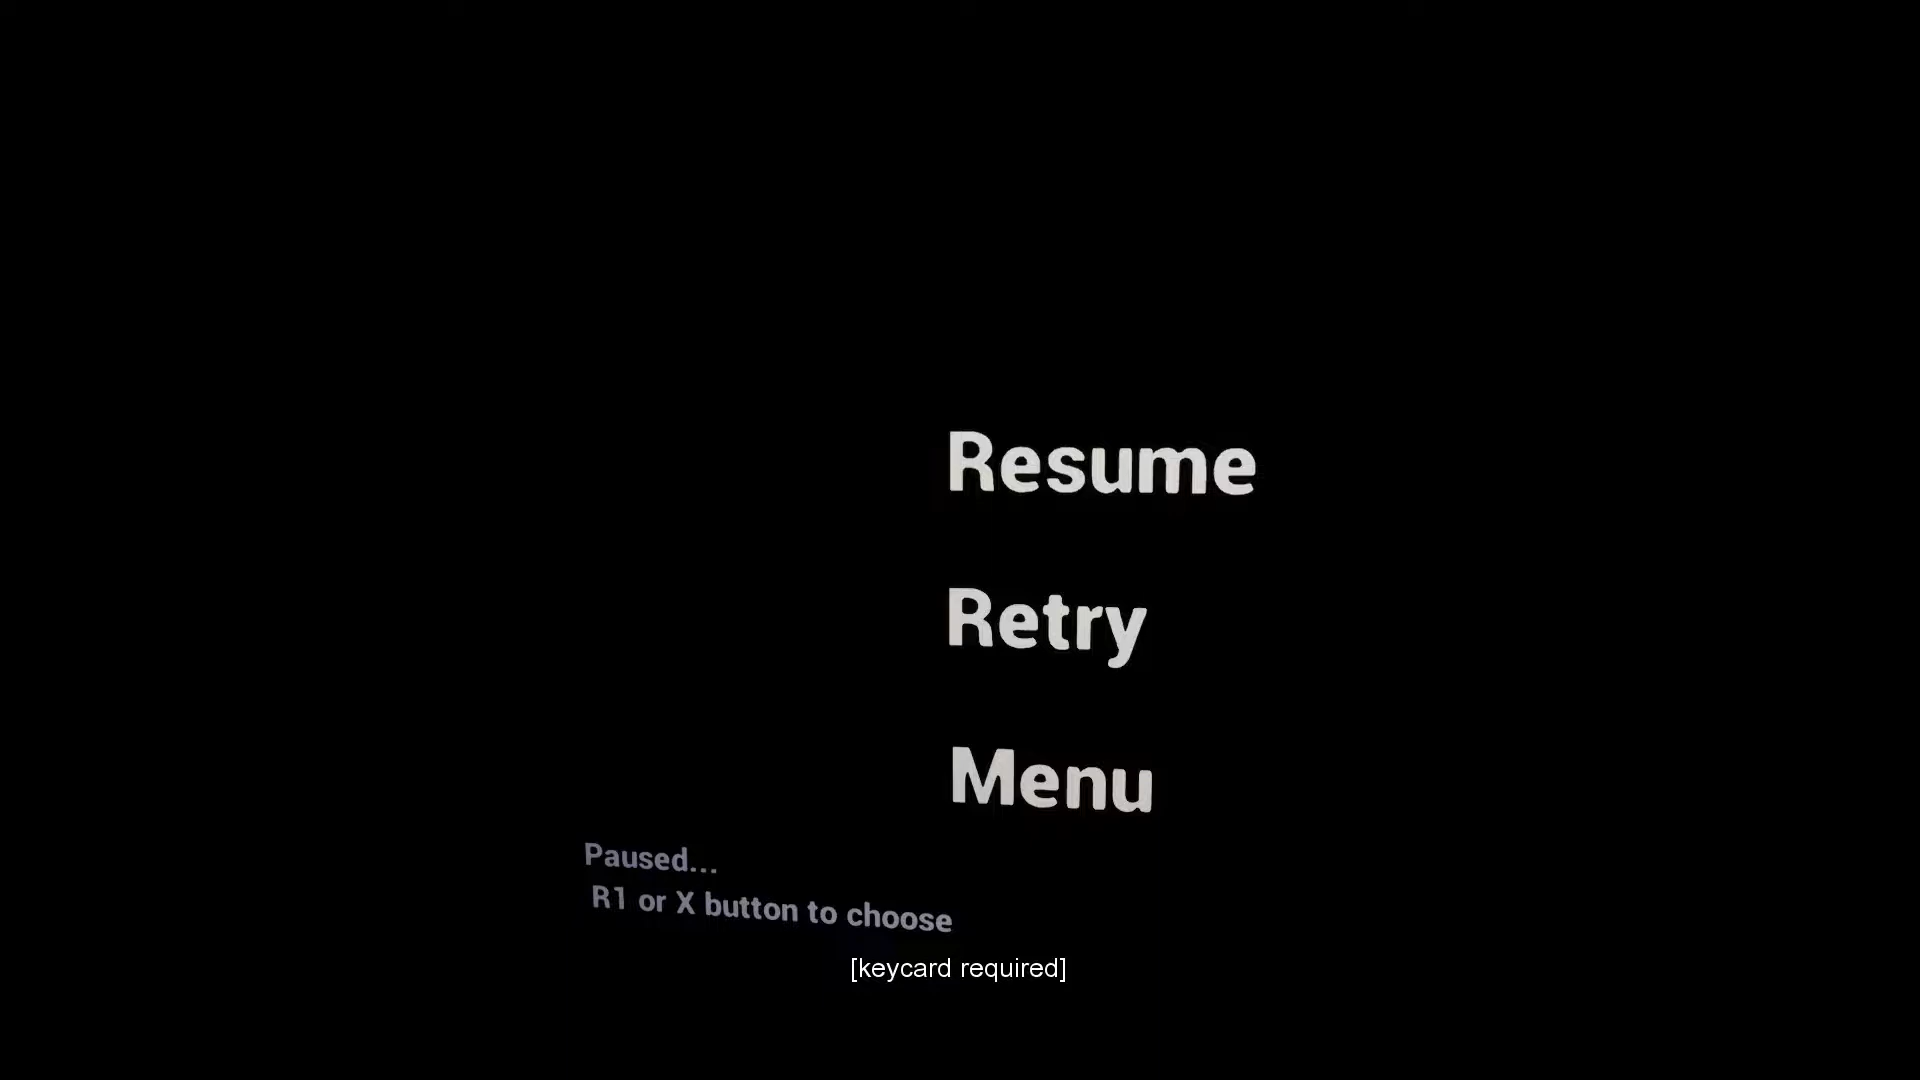 Resume
Retry
Menu
Paused...
R1 or X button to choose
[keycard required]